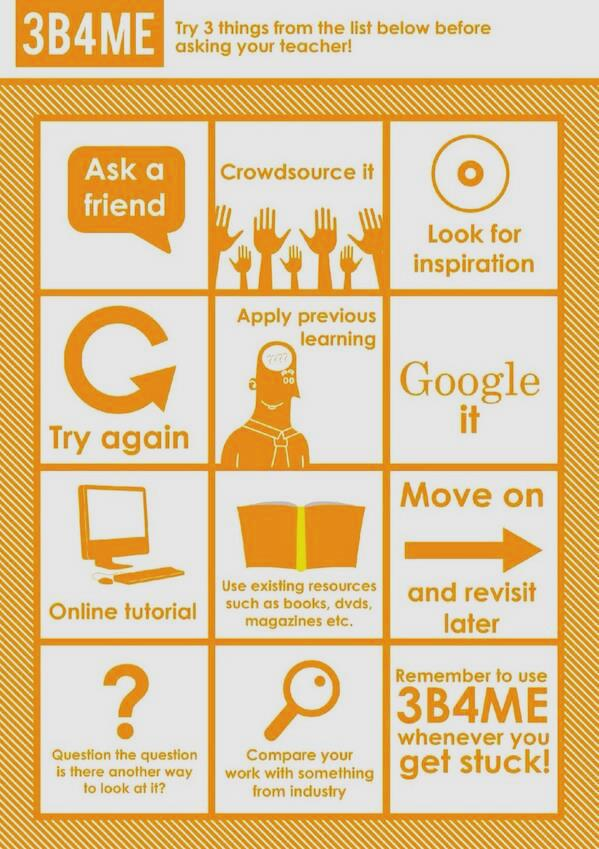 3B4ME
Try 3 things from the list below before
asking your teacher!
Ask a
friend
Crowdsource it
Look for
inspiration
Try again
Apply previous
learning
????
Google
it
Online tutorial
Use existing resources
such as books, dvds,
magazines etc.
Move on
and revisit
later
?
Question the question
is there another way
to look at it?
Compare your
work with something
from industry
Remember to use
3B4ME
whenever you
get stuck!